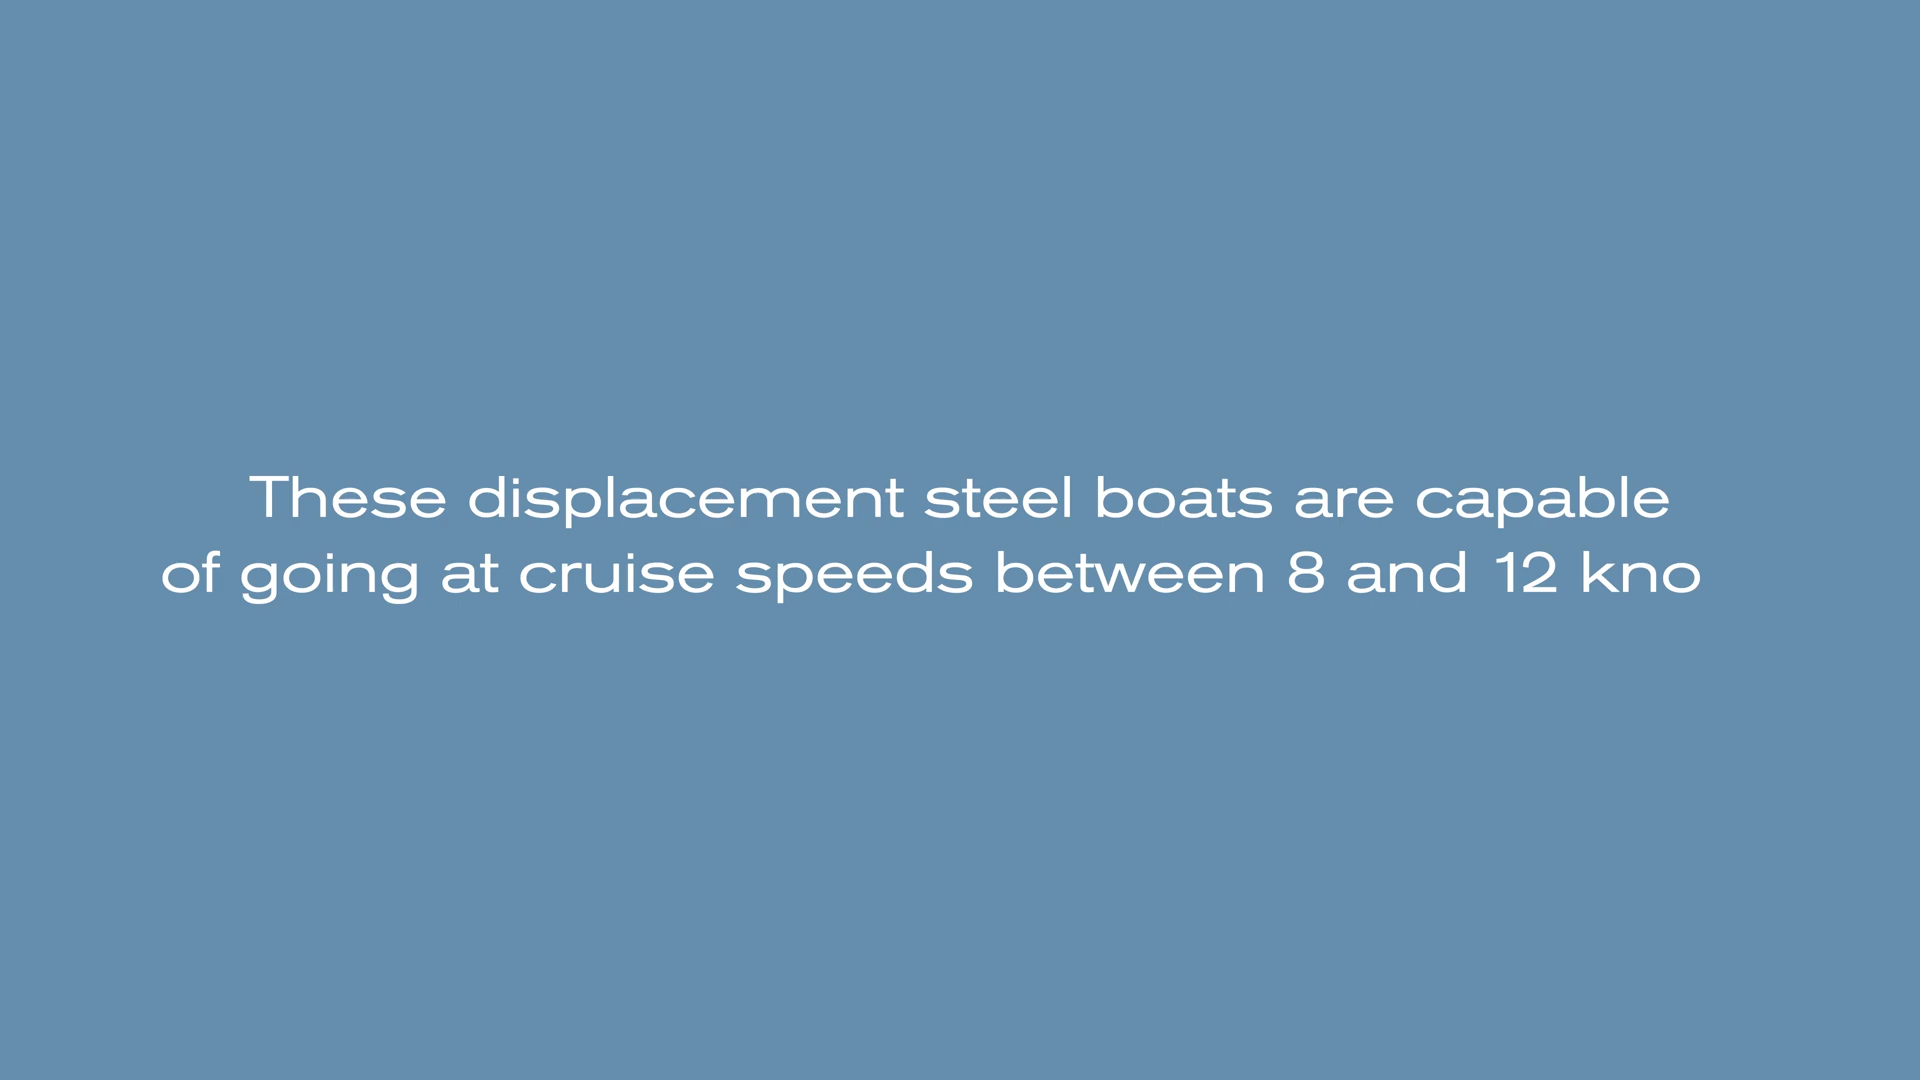 These displacement steel boats are capable
of going at cruise speeds between 8 and 12 kno